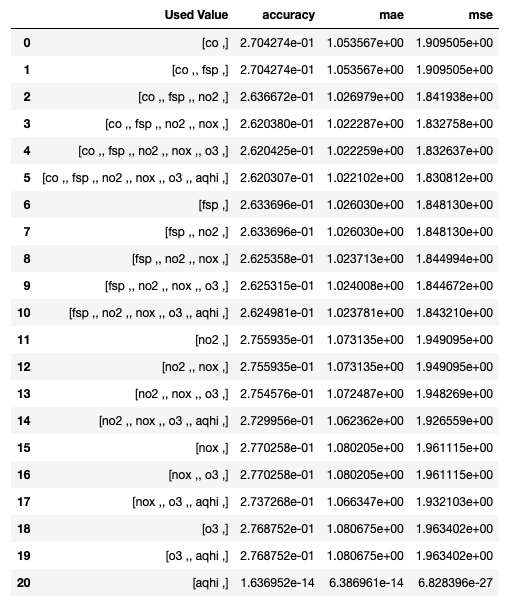 Used Value accuracy mae mse
0 [co ,] 2.704274e-01 1.053567e+00 1.909505e+00
1 [co ,, fsp ,] 2.704274e-01 1.053567e+00 1.909505e+00
2 [co ,, fsp ,, no2 ,] 2.636672e-01 1.026979e+00 1.841938e+00
3 [co ,, fsp ,, no2 ,, nox ,] 2.620380e-01 1.022287e+00 1.832758e+00
4 [co ,, fsp ,, no2 ,, nox ,, o3 ,] 2.620425e-01 1.022259e+00 1.832637e+00
5 [co ,, fsp ,, no2 ,, nox ,, o3 ,, aqhi ,] 2.620307e-01 1.022102e+00 1.830812e+00
6 [fsp ,] 2.633696e-01 1.026030e+00 1.848130e+00
7 [fsp ,, no2 ,] 2.633696e-01 1.026030e+00 1.848130e+00
8 [fsp ,, no2 ,, nox ,] 2.625358e-01 1.023713e+00 1.844994e+00
9 [fsp ,, no2 ,, nox ,, o3 ,] 2.625315e-01 1.024008e+00 1.844672e+00
10 [fsp ,, no2 ,, nox ,, o3 ,, aqhi ,] 2.624981e-01 1.023781e+00 1.843210e+00
11 [no2 ,] 2.755935e-01 1.073135e+00 1.949095e+00
12 [no2 ,, nox ,] 2.755935e-01 1.073135e+00 1.949095e+00
13 [no2 ,, nox ,, o3 ,] 2.754576e-01 1.072487e+00 1.948269e+00
14 [no2 ,, nox ,, o3 ,, aqhi ,] 2.729956e-01 1.062362e+00 1.926559e+00
15 [nox ,] 2.770258e-01 1.080205e+00 1.961115e+00
16 [nox ,, o3 ,] 2.770258e-01 1.080205e+00 1.961115e+00
17 [nox ,, o3 ,, aqhi ,] 2.737268e-01 1.066347e+00 1.932103e+00
18 [o3 ,] 2.768752e-01 1.080675e+00 1.963402e+00
19 [o3 ,, aqhi ,] 2.768752e-01 1.080675e+00 1.963402e+00
20 [aqhi ,] 1.636952e-14 6.386961e-14 6.828396e-27